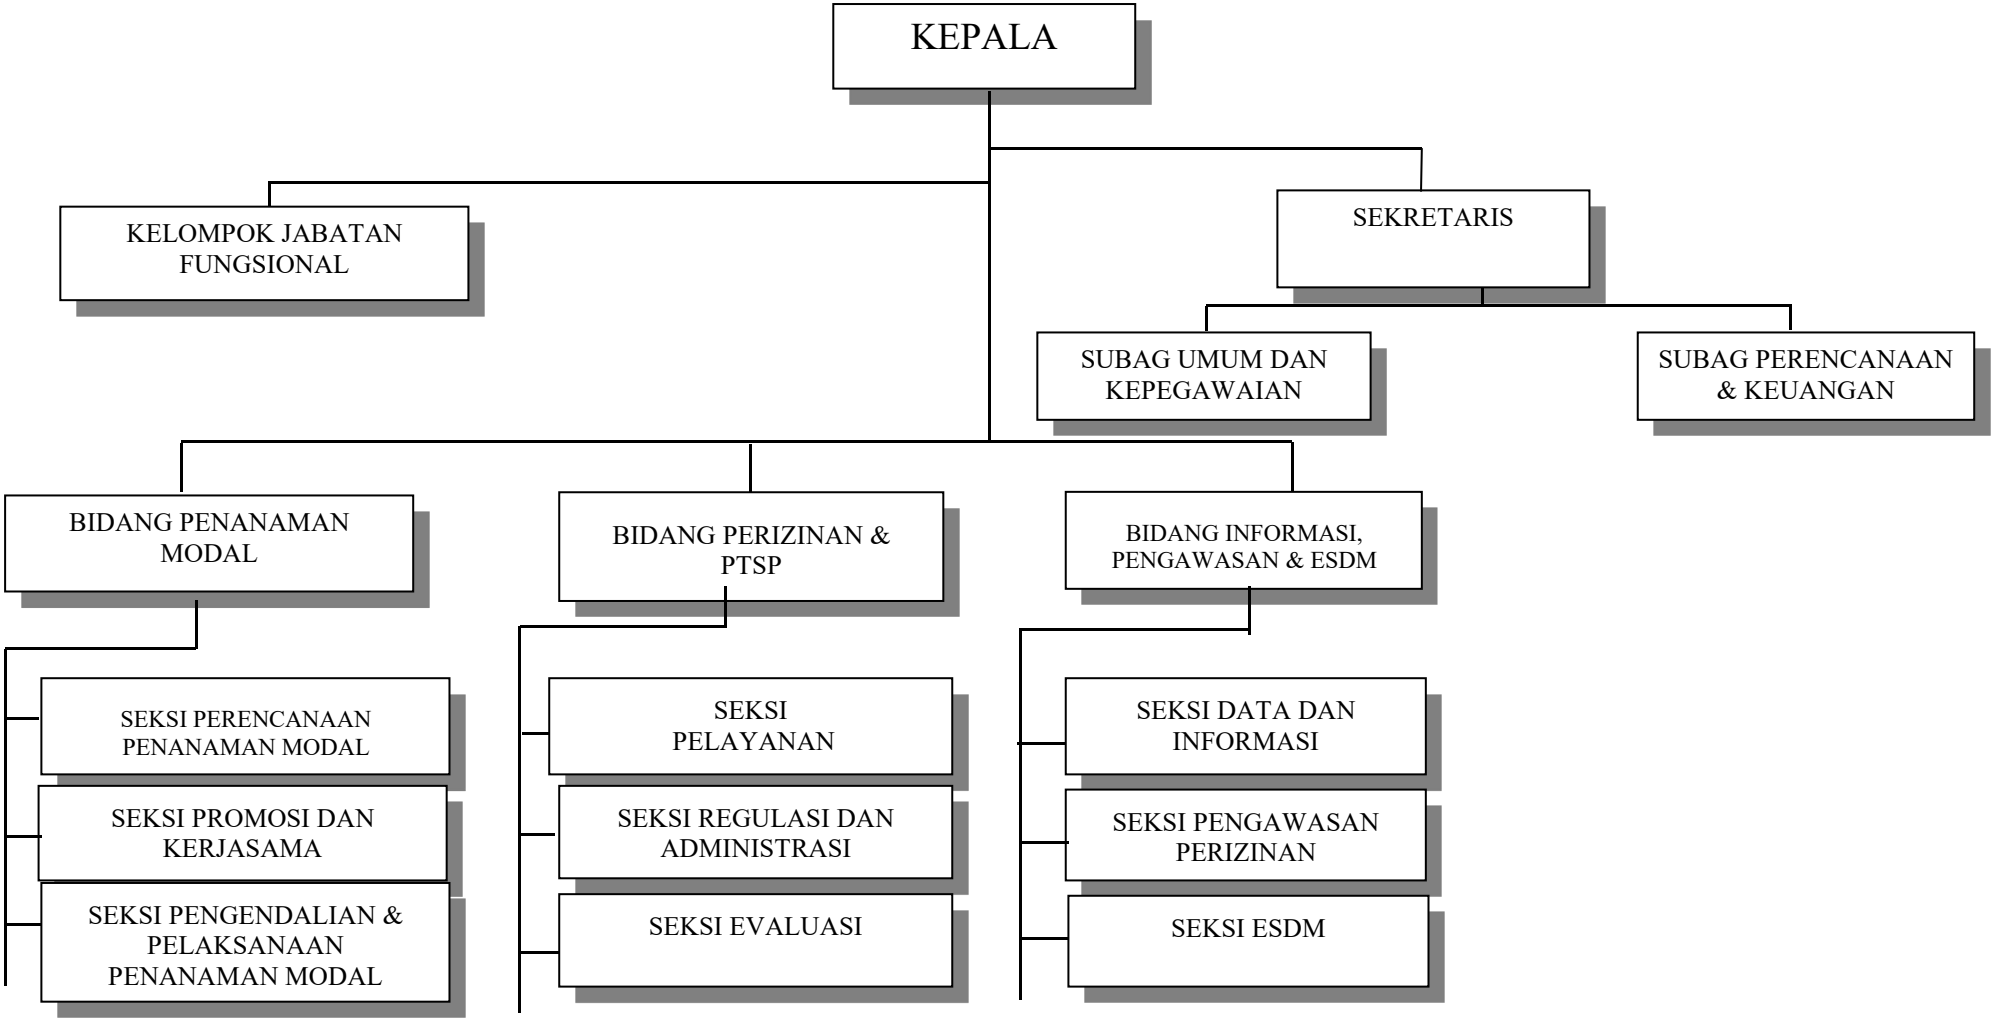 KEPALA
KELOMPOK JABATAN
FUNGSIONAL
SEKRETARIS
SUBAG UMUM DAN
KEPEGAWAIAN
SUBAG PERENCANAAN
& KEUANGAN
BIDANG PENANAMAN
MODAL
BIDANG PERIZINAN &
PTSP
BIDANG INFORMASI,
PENGAWASAN & ESDM
SEKSI PERENCANAAN
PENANAMAN MODAL
SEKSI PROMOSI DAN
KERJASAMA
SEKSI PENGENDALIAN &
PELAKSANAAN
PENANAMAN MODAL
SEKSI
PELAYANAN
SEKSI REGULASI DAN
ADMINISTRASI
SEKSI EVALUASI
SEKSI DATA DAN
INFORMASI
SEKSI PENGAWASAN
PERIZINAN
SEKSI ESDM